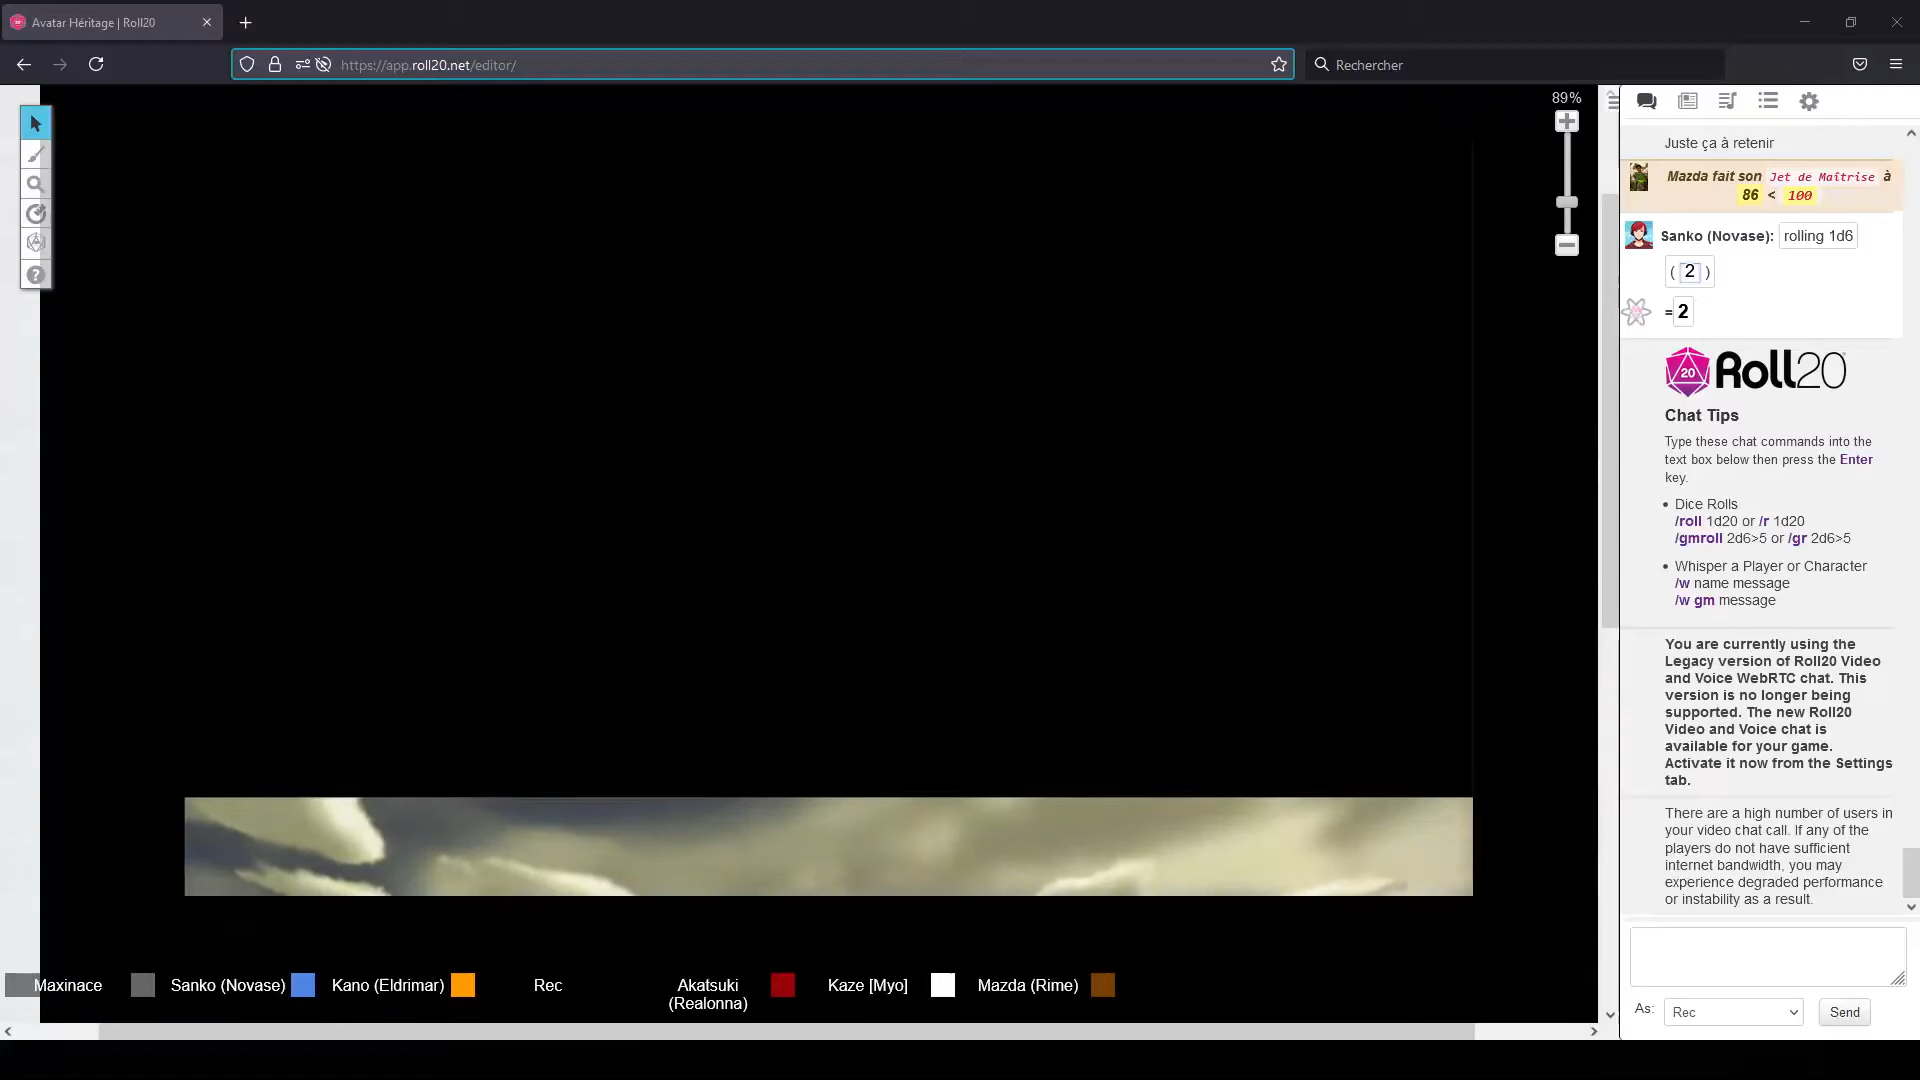 Avatar Héritage | Roll20
https://app.roll20.net/editor/
Rechercher
89%
Juste ça à retenir
Mazda fait son Jet de Maîtrise à
86 < 100
Sanko (Novase): rolling 1d6
( 2 )
=2
20 Roll20
Chat Tips
Type these chat commands into the
text box below then press the Enter
key.
• Dice Rolls
/roll 1d20 or /r 1d20
/gmroll 2d6>5 or /gr 2d6>5
• Whisper a Player or Character
/w name message
/w gm message
You are currently using the
Legacy version of Roll20 Video
and Voice WebRTC chat. This
version is no longer being
supported. The new Roll20
Video and Voice chat is
available for your game.
Activate it now from the Settings
tab.
There are a high number of users in
your video chat call. If any of the
players do not have sufficient
internet bandwidth, you may
experience degraded performance
or instability as a result.
Maxinace
Sanko (Novase)
Kano (Eldrimar)
Rec
Akatsuki
(Realonna)
Kaze [Myo]
Mazda (Rime)
As: Rec Send